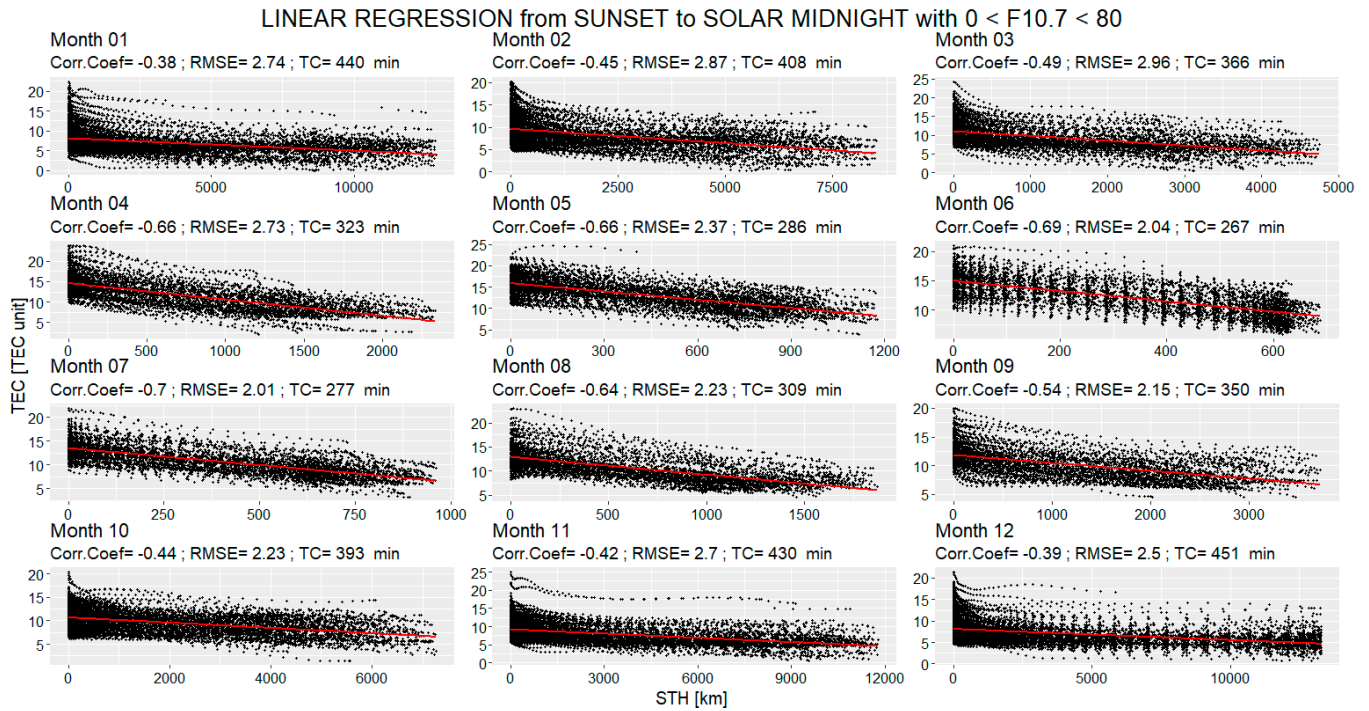 LINEAR REGRESSION from SUNSET to SOLAR MIDNIGHT with 0 < F10.7 < 80
Month 01
Corr.Coef= -0.38 ; RMSE= 2.74 ; TC= 440 min
20
15
10
5
0
0 5000 10000
Month 02
Corr.Coef= -0.45 ; RMSE= 2.87 ; TC= 408 min
20
15
10
5
0
0 2500 5000 7500
Month 03
Corr.Coef= -0.49 ; RMSE= 2.96 ; TC= 366 min
25
20
15
10
5
0
0 1000 2000 3000 4000 5000
Month 04
Corr.Coef= -0.66 ; RMSE= 2.73 ; TC= 323 min
20
15
10
5
0 500 1000 1500 2000
Month 05
Corr.Coef= -0.66 ; RMSE= 2.37 ; TC= 286 min
25
20
15
10
5
0 300 600 900 1200
Month 06
Corr.Coef= -0.69 ; RMSE= 2.04 ; TC= 267 min
20
15
10
0 200 400 600
TEC [TEC unit]
Month 07
Corr.Coef= -0.7 ; RMSE= 2.01 ; TC= 277 min
20
15
10
5
0 250 500 750 1000
Month 08
Corr.Coef= -0.64 ; RMSE= 2.23 ; TC= 309 min
20
15
10
5
0 500 1000 1500
Month 09
Corr.Coef= -0.54 ; RMSE= 2.15 ; TC= 350 min
20
15
10
5
0 1000 2000 3000
Month 10
Corr.Coef= -0.44 ; RMSE= 2.23 ; TC= 393 min
20
15
10
5
0 2000 4000 6000
Month 11
Corr.Coef= -0.42 ; RMSE= 2.7 ; TC= 430 min
25
20
15
10
5
0
0 3000 6000 9000 12000
Month 12
Corr.Coef= -0.39 ; RMSE= 2.5 ; TC= 451 min
20
15
10
5
0
0 5000 10000
STH [km]